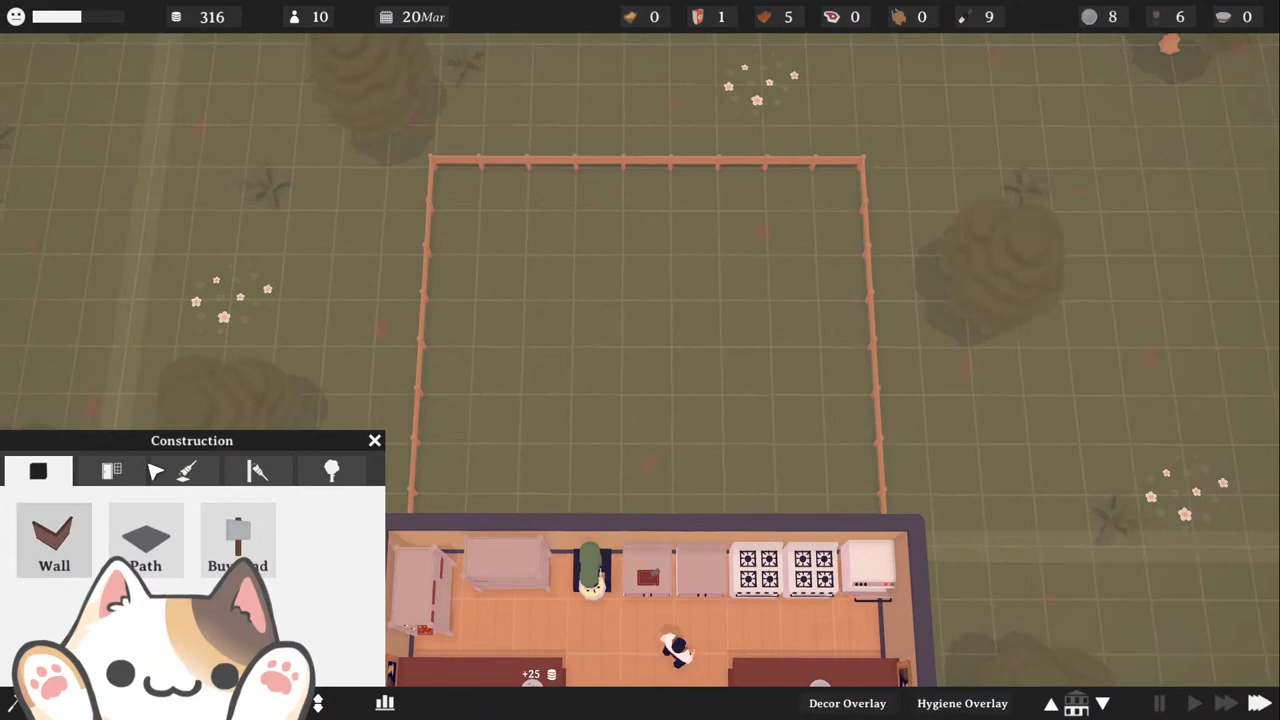 316 10 20Mar 0 1 5 0 0 9 8 6 0
Construction
Wall Path
+25
Decor Overlay Hygiene Overlay